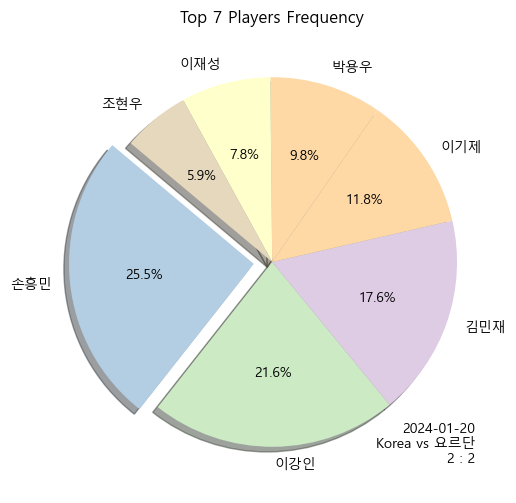 Top 7 Players Frequency
이재성
박용우
조현우
7.8%
9.8%
이기제
5.9%
11.8%
손흥민
25.5%
17.6%
김민재
21.6%
2024-01-20
Korea vs 요르단
2 : 2
이강인